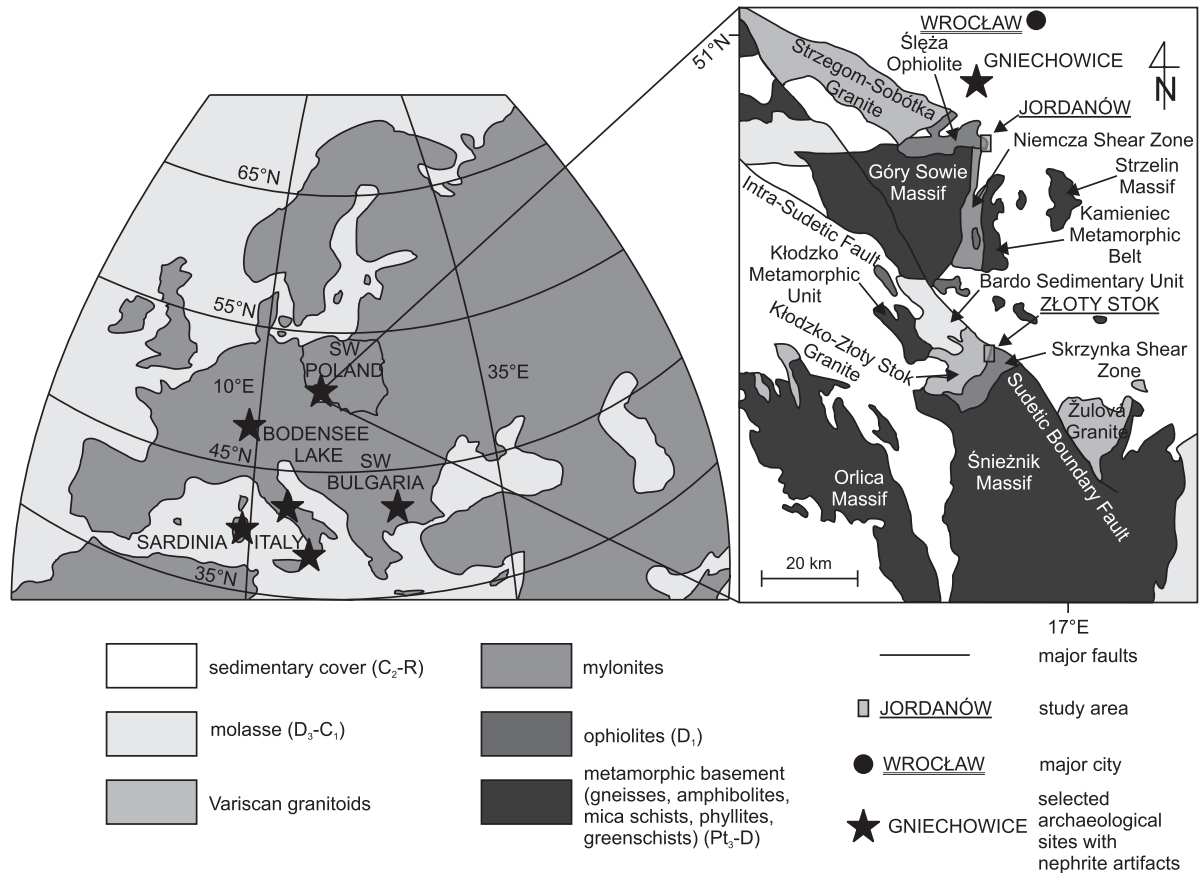 65°N
55°N
10°E
35°E
45°N
35°N
SW
POLAND
BODENSEE
LAKE
SW
BULGARIA
SARDINIA
ITALY
51°N
17°E
WROCŁAW
Ślęża
Ophiolite
GNIECHOWICE
N
Strzegom-Sobótka
Granite
JORDANÓW
Niemcza Shear Zone
Góry Sowie
Massif
Strzelin
Massif
Kamieniec
Metamorphic
Belt
Intra-Sudetic Fault
Kłodzko
Metamorphic
Unit
Bardo Sedimentary Unit
ZŁOTY STOK
Kłodzko-Złoty Stok
Granite
Skrzynka Shear
Zone
Sudetic Boundary Fault
Żulová
Granite
Orlica
Massif
Śnieżnik
Massif
20 km
sedimentary cover (C₂-R)
molasse (D₃-C₁)
Variscan granitoids
mylonites
ophiolites (D₁)
metamorphic basement
(gneisses, amphibolites,
mica schists, phyllites,
greenschists) (Pt₃-D)
major faults
JORDANÓW study area
WROCŁAW major city
GNIECHOWICE
selected
archaeological
sites with
nephrite artifacts